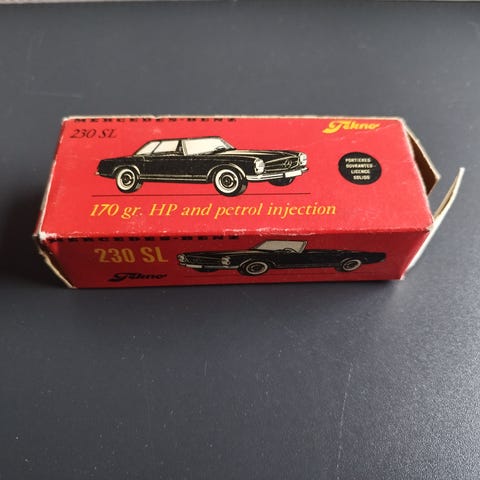 MERCEDES-BENZ
230 SL
Tekno
PORTIERES
OUVRANTES
LICENCE
SOLIDO
170 gr. HP and petrol injection
MERCEDES-BENZ
230 SL
Tekno